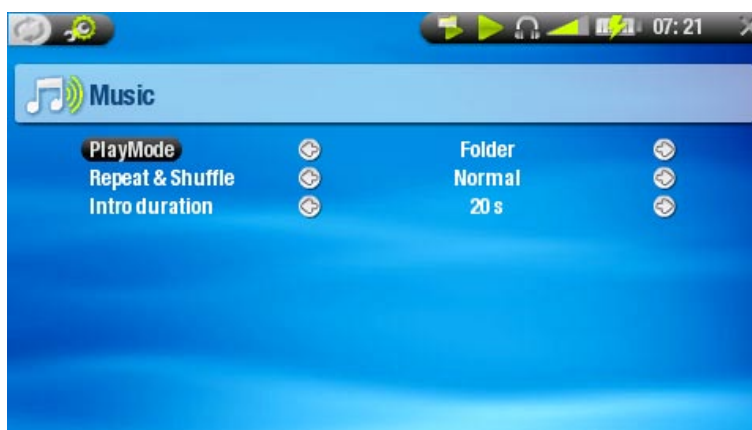 07:21
Music
PlayMode Folder
Repeat & Shuffle Normal
Intro duration 20 s